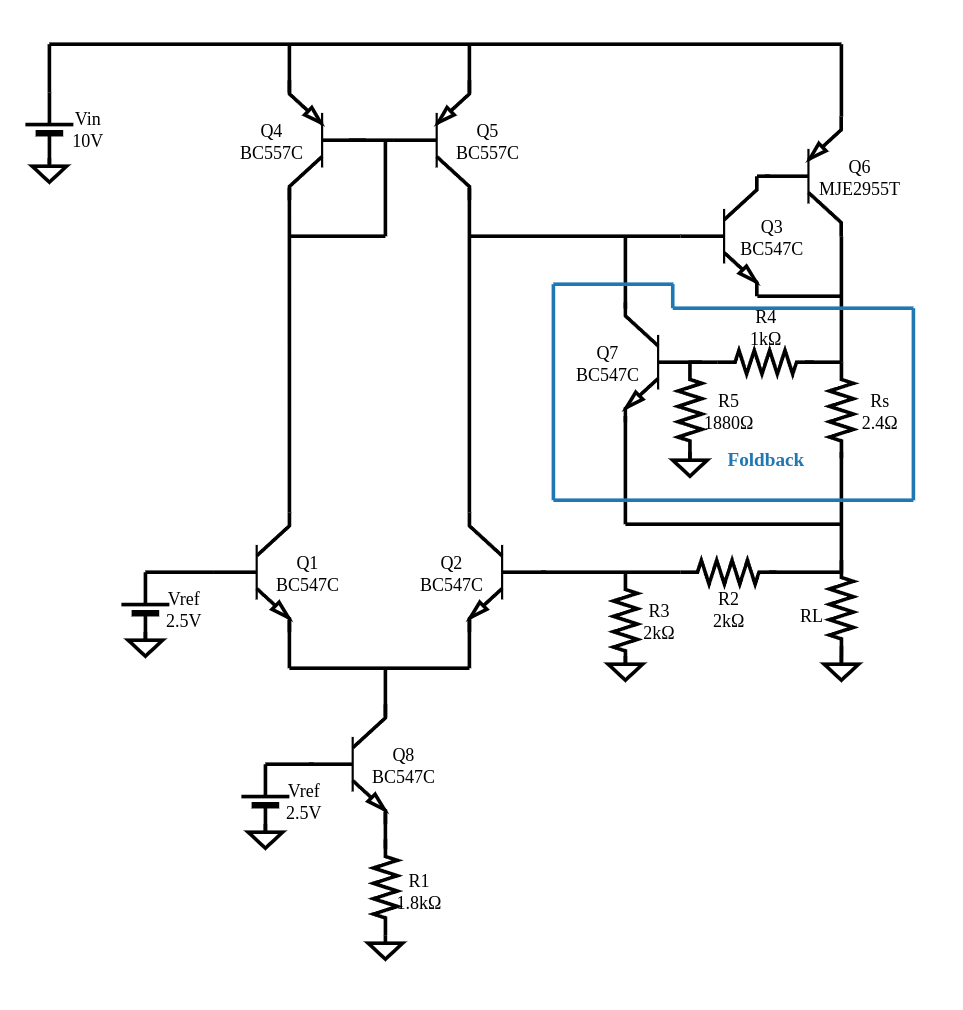 Vin
10V
Q4
BC557C
Q5
BC557C
Q6
MJE2955T
Q3
BC547C
R4
1kΩ
Q7
BC547C
R5
1880Ω
Rs
2.4Ω
Foldback
Q1
BC547C
Q2
BC547C
Vref
2.5V
R3
2kΩ
R2
2kΩ
RL
Q8
BC547C
Vref
2.5V
R1
1.8kΩ